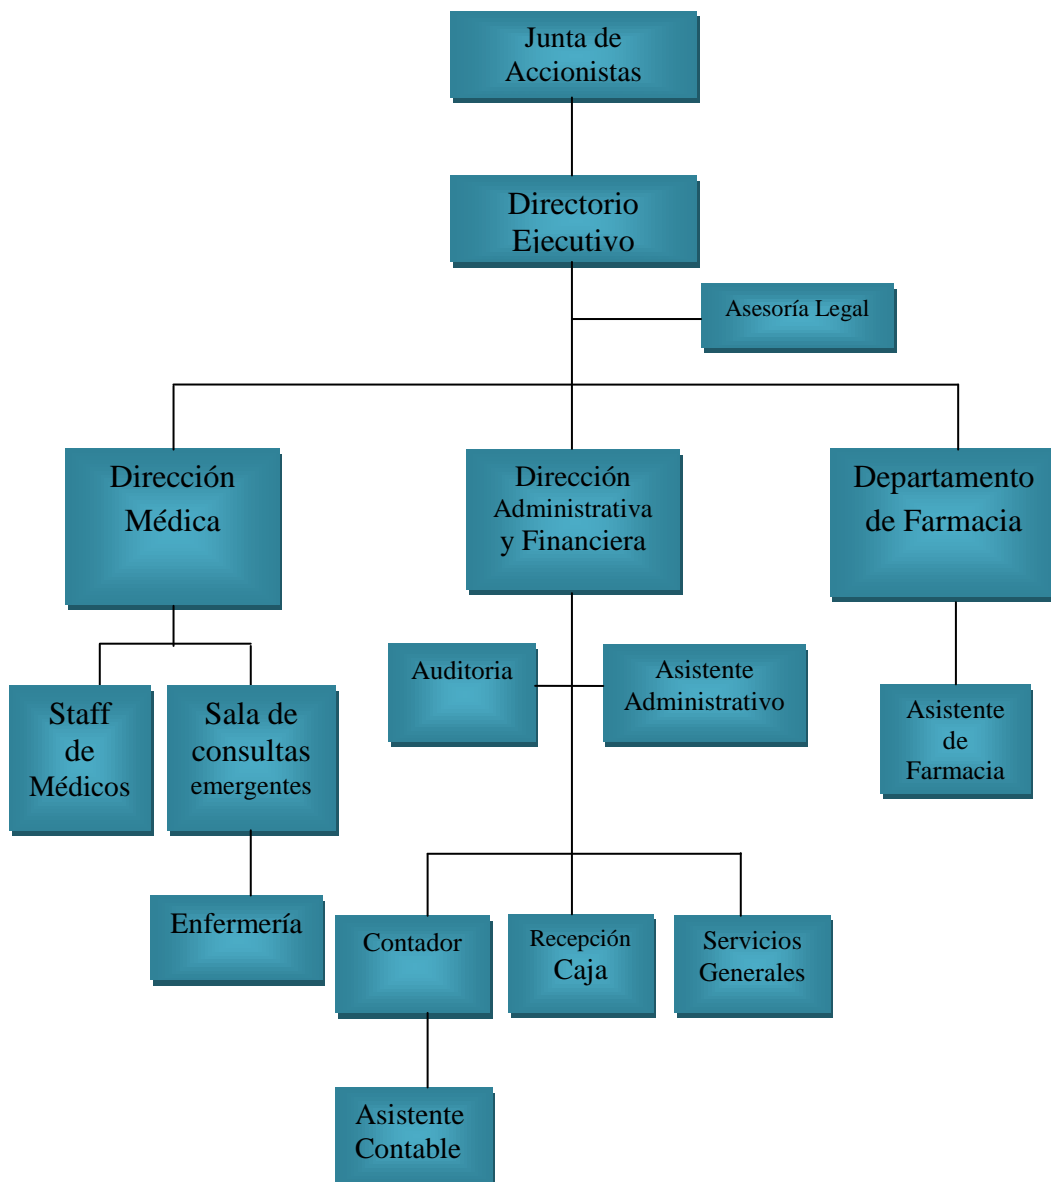 Junta de
Accionistas
Directorio
Ejecutivo
Asesoría Legal
Dirección
Médica
Dirección
Administrativa
y Financiera
Departamento
de Farmacia
Auditoria
Asistente
Administrativo
Staff
de
Médicos
Sala de
consultas
emergentes
Asistente
de
Farmacia
Enfermería
Contador
Recepción
Caja
Servicios
Generales
Asistente
Contable